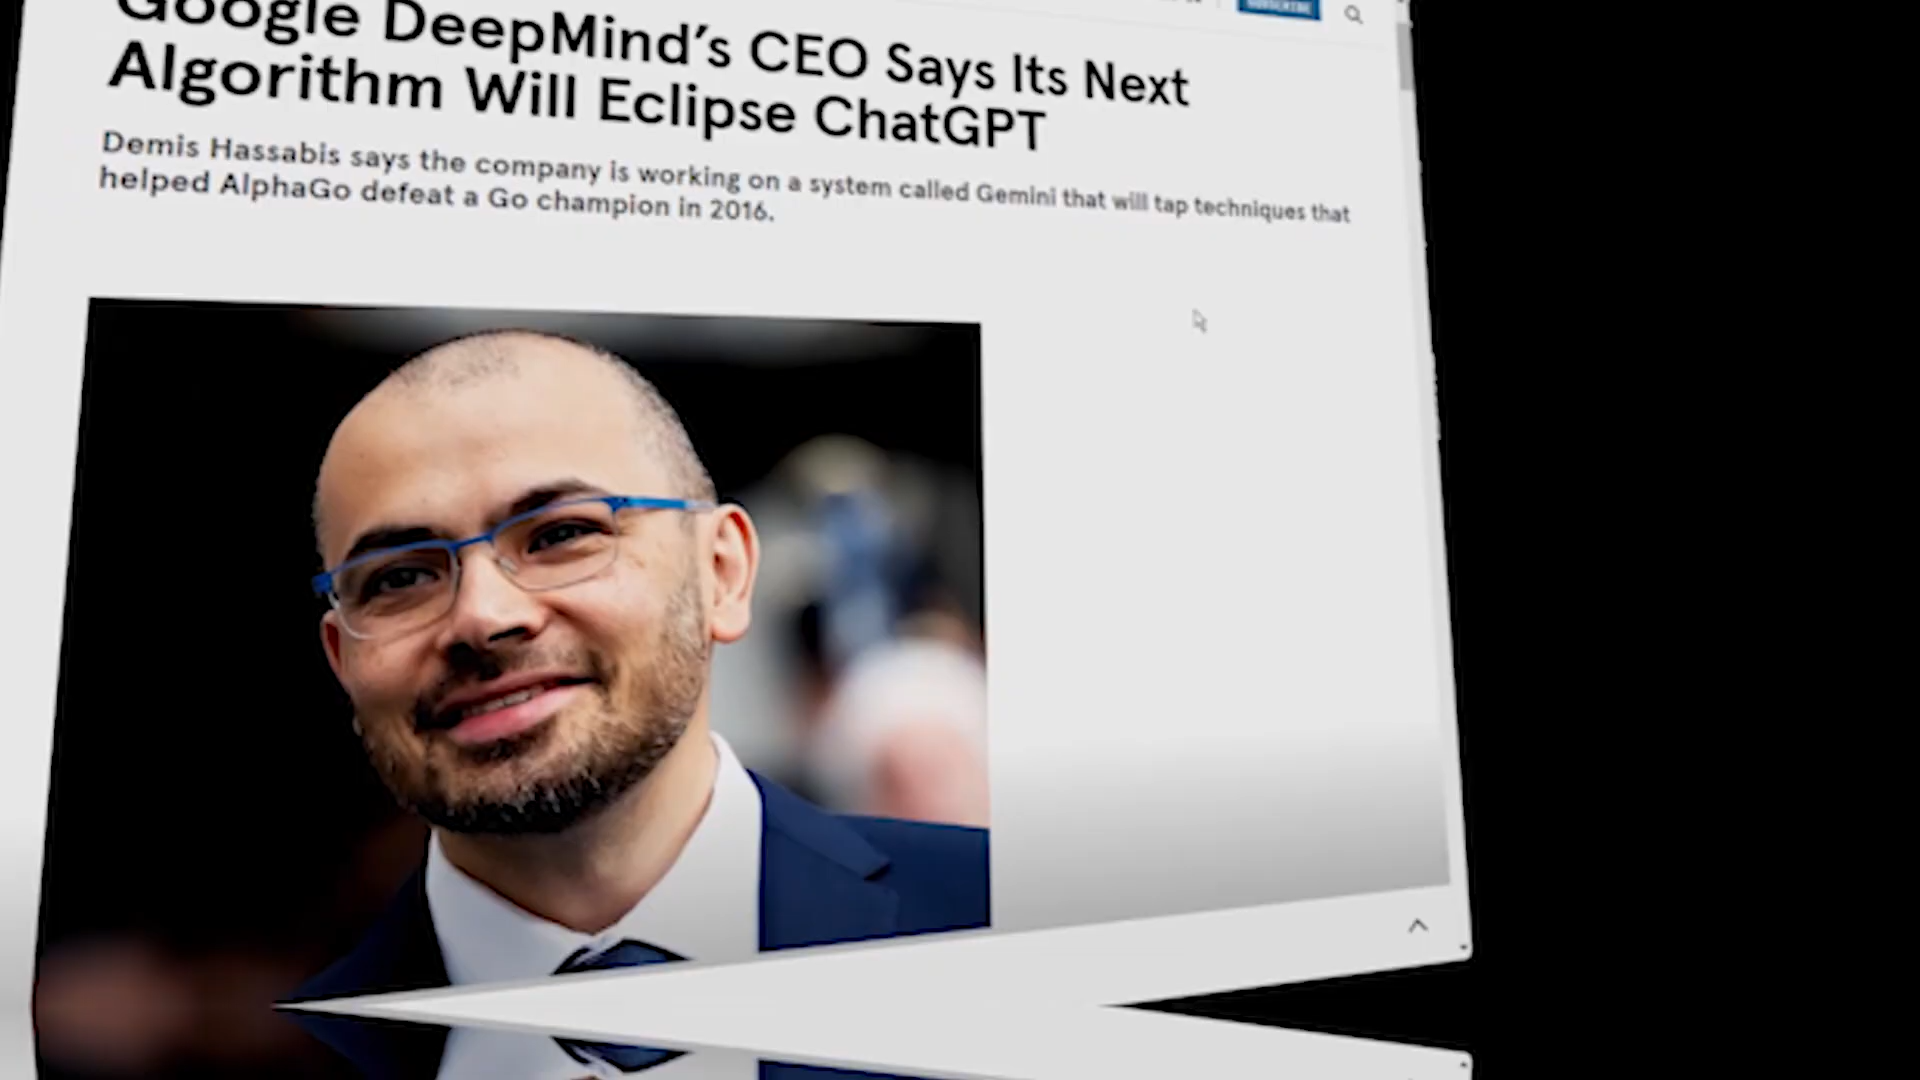 Google DeepMind's CEO Says Its Next
Algorithm Will Eclipse ChatGPT
Demis Hassabis says the company is working on a system called Gemini that will tap techniques that
helped AlphaGo defeat a Go champion in 2016.